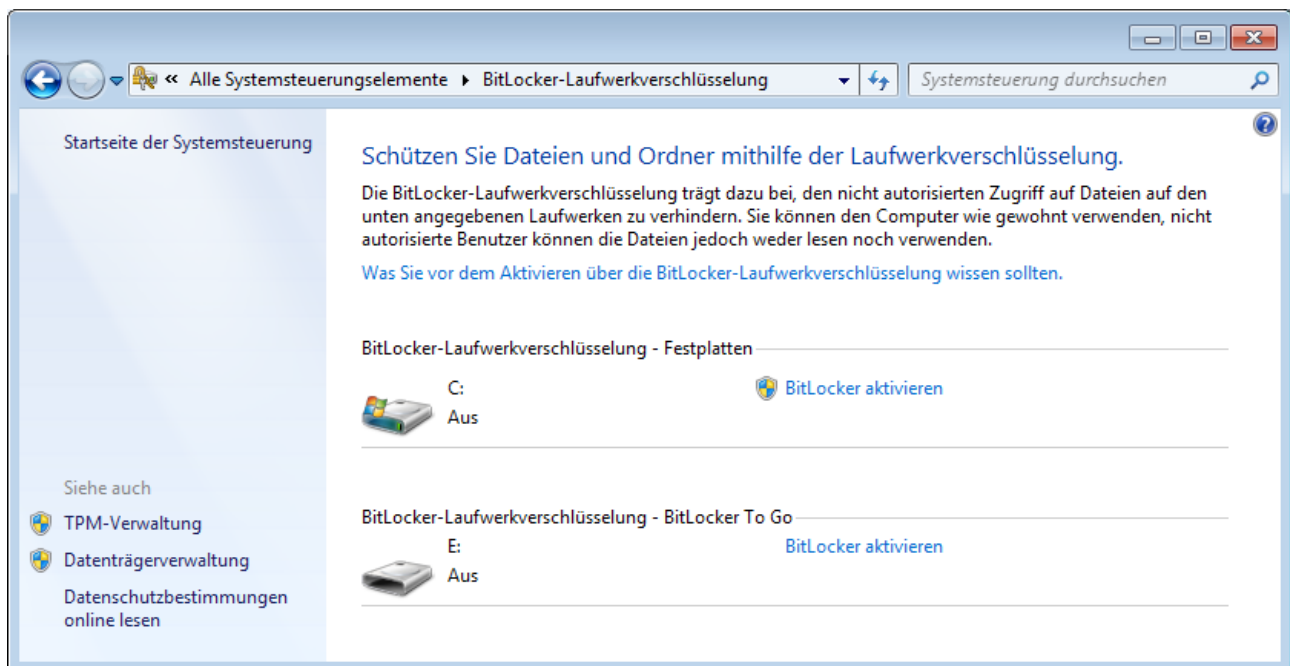 « Alle Systemsteuerungselemente BitLocker-Laufwerkverschlüsselung
Systemsteuerung durchsuchen
Startseite der Systemsteuerung
Schützen Sie Dateien und Ordner mithilfe der Laufwerkverschlüsselung.
Die BitLocker-Laufwerkverschlüsselung trägt dazu bei, den nicht autorisierten Zugriff auf Dateien auf den
unten angegebenen Laufwerken zu verhindern. Sie können den Computer wie gewohnt verwenden, nicht
autorisierte Benutzer können die Dateien jedoch weder lesen noch verwenden.
Was Sie vor dem Aktivieren über die BitLocker-Laufwerkverschlüsselung wissen sollten.
BitLocker-Laufwerkverschlüsselung - Festplatten
C: BitLocker aktivieren
Aus
BitLocker-Laufwerkverschlüsselung - BitLocker To Go
E: BitLocker aktivieren
Aus
Siehe auch
TPM-Verwaltung
Datenträgerverwaltung
Datenschutzbestimmungen
online lesen